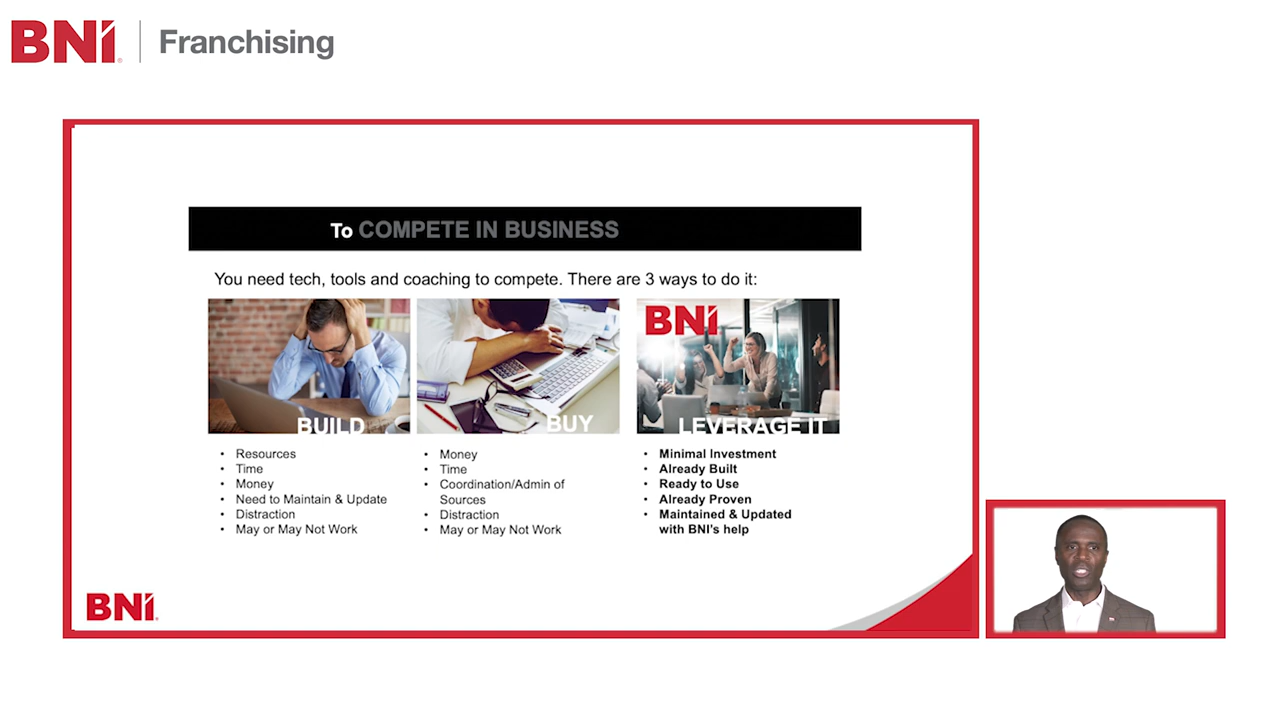 BNI® | Franchising
To COMPETE IN BUSINESS
You need tech, tools and coaching to compete. There are 3 ways to do it:
BUILD
• Resources
• Time
• Money
• Need to Maintain & Update
• Distraction
• May or May Not Work
BUY
• Money
• Time
• Coordination/Admin of
Sources
• Distraction
• May or May Not Work
BNI
LEVERAGE IT
• Minimal Investment
• Already Built
• Ready to Use
• Already Proven
• Maintained & Updated
with BNI's help
BNI®